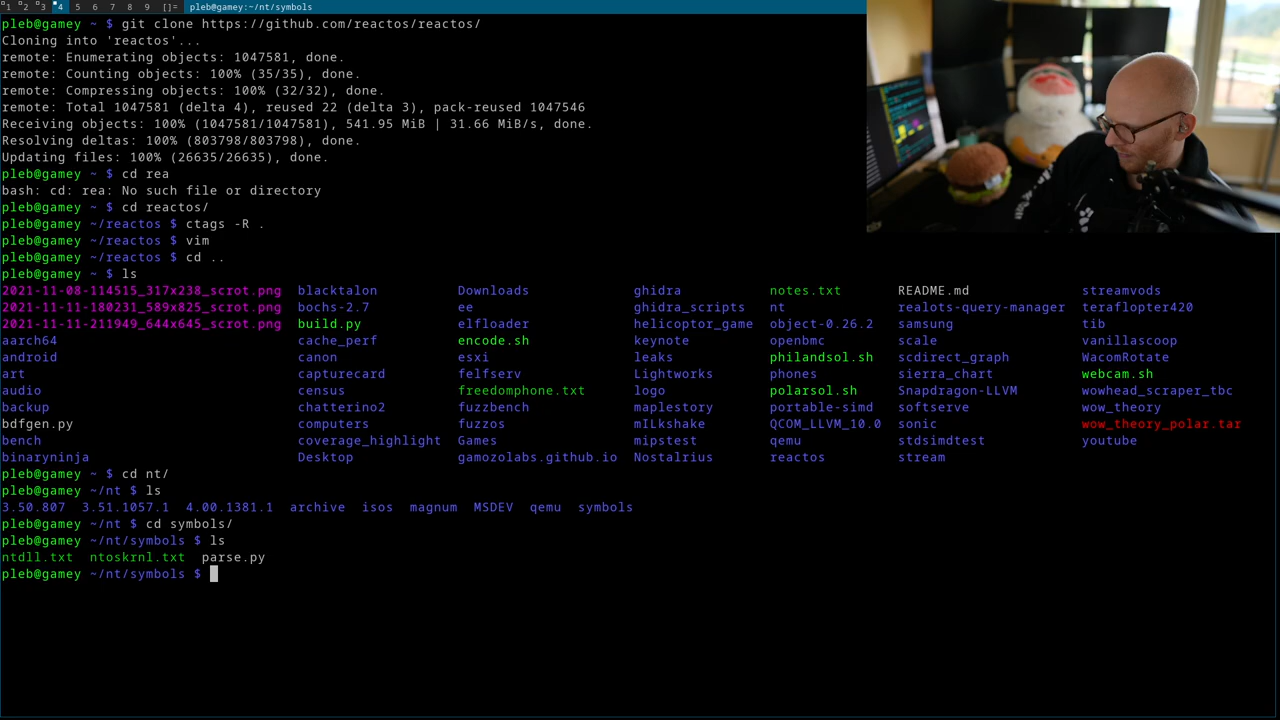 1 2 3 4 5 6 7 8 9 []= pleb@gamey:~/nt/symbols
pleb@gamey ~ $ git clone https://github.com/reactos/reactos/
Cloning into 'reactos'...
remote: Enumerating objects: 1047581, done.
remote: Counting objects: 100% (35/35), done.
remote: Compressing objects: 100% (32/32), done.
remote: Total 1047581 (delta 4), reused 22 (delta 3), pack-reused 1047546
Receiving objects: 100% (1047581/1047581), 541.95 MiB | 31.66 MiB/s, done.
Resolving deltas: 100% (803798/803798), done.
Updating files: 100% (26635/26635), done.
pleb@gamey ~ $ cd rea
bash: cd: rea: No such file or directory
pleb@gamey ~ $ cd reactos/
pleb@gamey ~/reactos $ ctags -R .
pleb@gamey ~/reactos $ vim
pleb@gamey ~/reactos $ cd ..
pleb@gamey ~ $ ls
2021-11-08-114515_317x238_scrot.png blacktalon Downloads ghidra notes.txt README.md streamvods
2021-11-11-180231_589x825_scrot.png bochs-2.7 ee ghidra_scripts nt realots-query-manager teraflopter420
2021-11-11-211949_644x645_scrot.png build.py elfloader helicoptor_game object-0.26.2 samsung tib
aarch64 cache_perf encode.sh keynote openbmc scale vanillascoop
android canon esxi leaks philandsol.sh scdirect_graph WacomRotate
art capturecard felfserv Lightworks phones sierra_chart webcam.sh
audio census freedomphone.txt logo polarsol.sh Snapdragon-LLVM wowhead_scraper_tbc
backup chatterino2 fuzzbench maplestory portable-simd softserve wow_theory
bdfgen.py computers fuzzos mILkshake QCOM_LLVM_10.0 sonic wow_theory_polar.tar
bench coverage_highlight Games mipstest qemu stdsimdtest youtube
binaryninja Desktop gamozolabs.github.io Nostalrius reactos stream
pleb@gamey ~ $ cd nt/
pleb@gamey ~/nt $ ls
3.50.807 3.51.1057.1 4.00.1381.1 archive isos magnum MSDEV qemu symbols
pleb@gamey ~/nt $ cd symbols/
pleb@gamey ~/nt/symbols $ ls
ntdll.txt ntoskrnl.txt parse.py
pleb@gamey ~/nt/symbols $